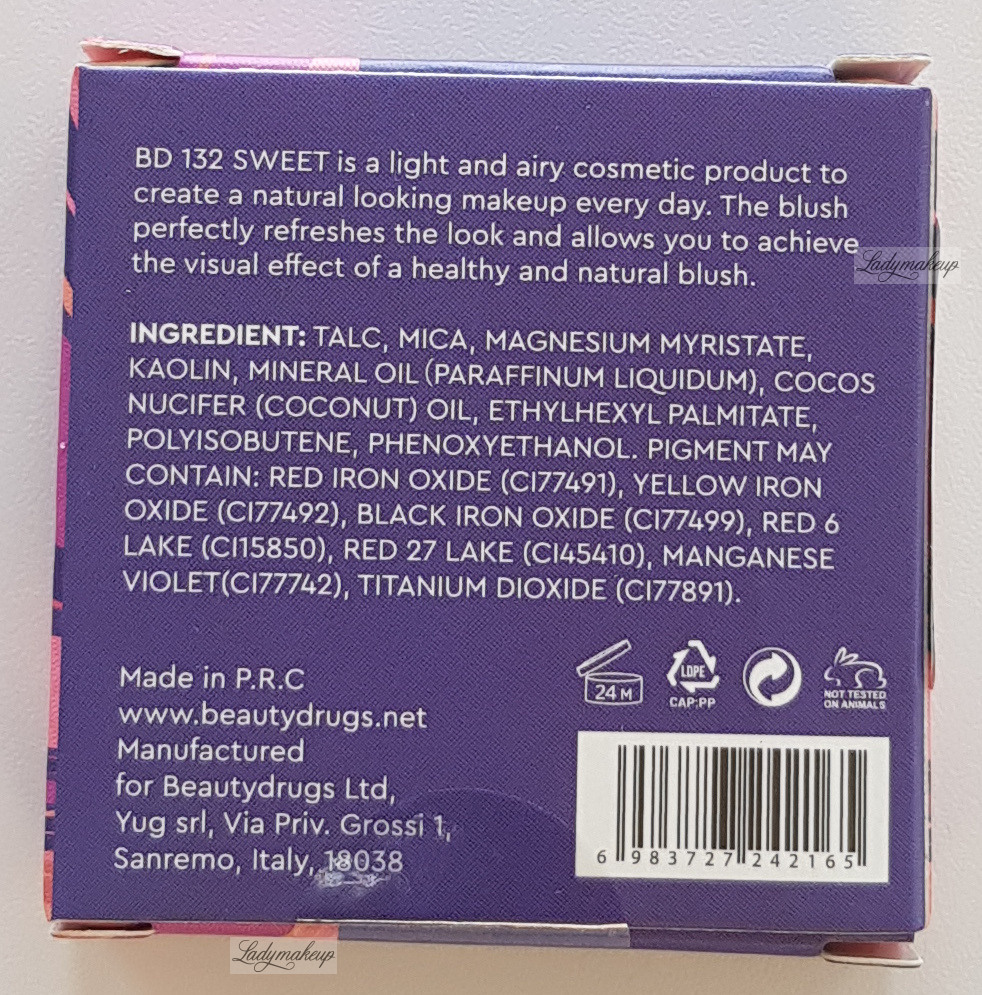 BD 132 SWEET is a light and airy cosmetic product to
create a natural looking makeup every day. The blush
perfectly refreshes the look and allows you to achieve
the visual effect of a healthy and natural blush.
Ladymakeup
INGREDIENT: TALC, MICA, MAGNESIUM MYRISTATE,
KAOLIN, MINERAL OIL (PARAFFINUM LIQUIDUM), COCOS
NUCIFER (COCONUT) OIL, ETHYLHEXYL PALMITATE,
POLYISOBUTENE, PHENOXYETHANOL. PIGMENT MAY
CONTAIN: RED IRON OXIDE (CI77491), YELLOW IRON
OXIDE (CI77492), BLACK IRON OXIDE (CI77499), RED 6
LAKE (CI15850), RED 27 LAKE (CI45410), MANGANESE
VIOLET(CI77742), TITANIUM DIOXIDE (CI77891).
Made in P.R.C
www.beautydrugs.net
Manufactured
for Beautydrugs Ltd,
Yug srl, Via Priv. Grossi 1,
Sanremo, Italy, 18038
24 M
LDPE
CAP:PP
NOT TESTED
ON ANIMALS
6 983727 242165
Ladymakeup